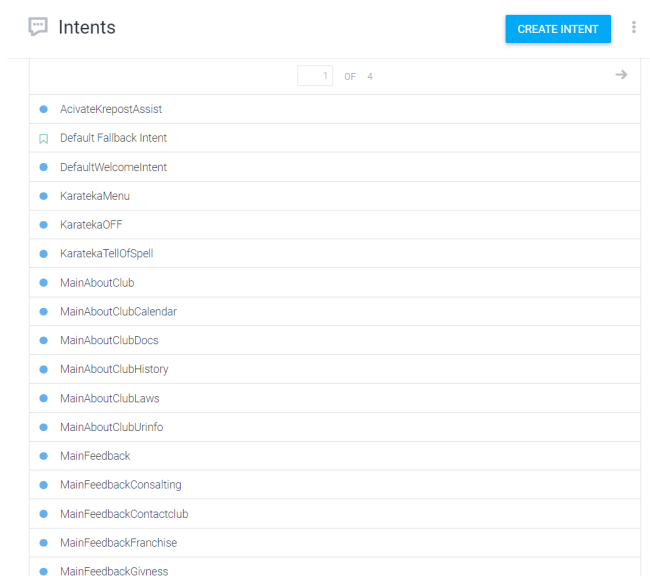 Intents
CREATE INTENT
1 OF 4
AcivateKrepostAssist
Default Fallback Intent
DefaultWelcomeIntent
KaratekaMenu
KaratekaOFF
KaratekaTellOfSpell
MainAboutClub
MainAboutClubCalendar
MainAboutClubDocs
MainAboutClubHistory
MainAboutClubLaws
MainAboutClubUrinfo
MainFeedback
MainFeedbackConsalting
MainFeedbackContactclub
MainFeedbackFranchise
MainFeedbackGivness